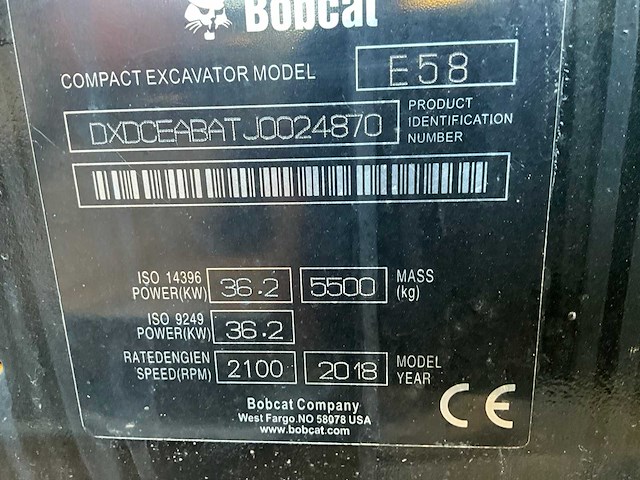 Bobcat
COMPACT EXCAVATOR MODEL E58
DXDCEABATJ0024870
PRODUCT
IDENTIFICATION
NUMBER
ISO 14396
POWER(KW) 36.2 5500 MASS
(kg)
ISO 9249
POWER(KW) 36.2
RATEDENGIEN
SPEED(RPM) 2100 2018 MODEL
YEAR
Bobcat Company
West Fargo.NO 58078 USA
www.bobcat.com
CE